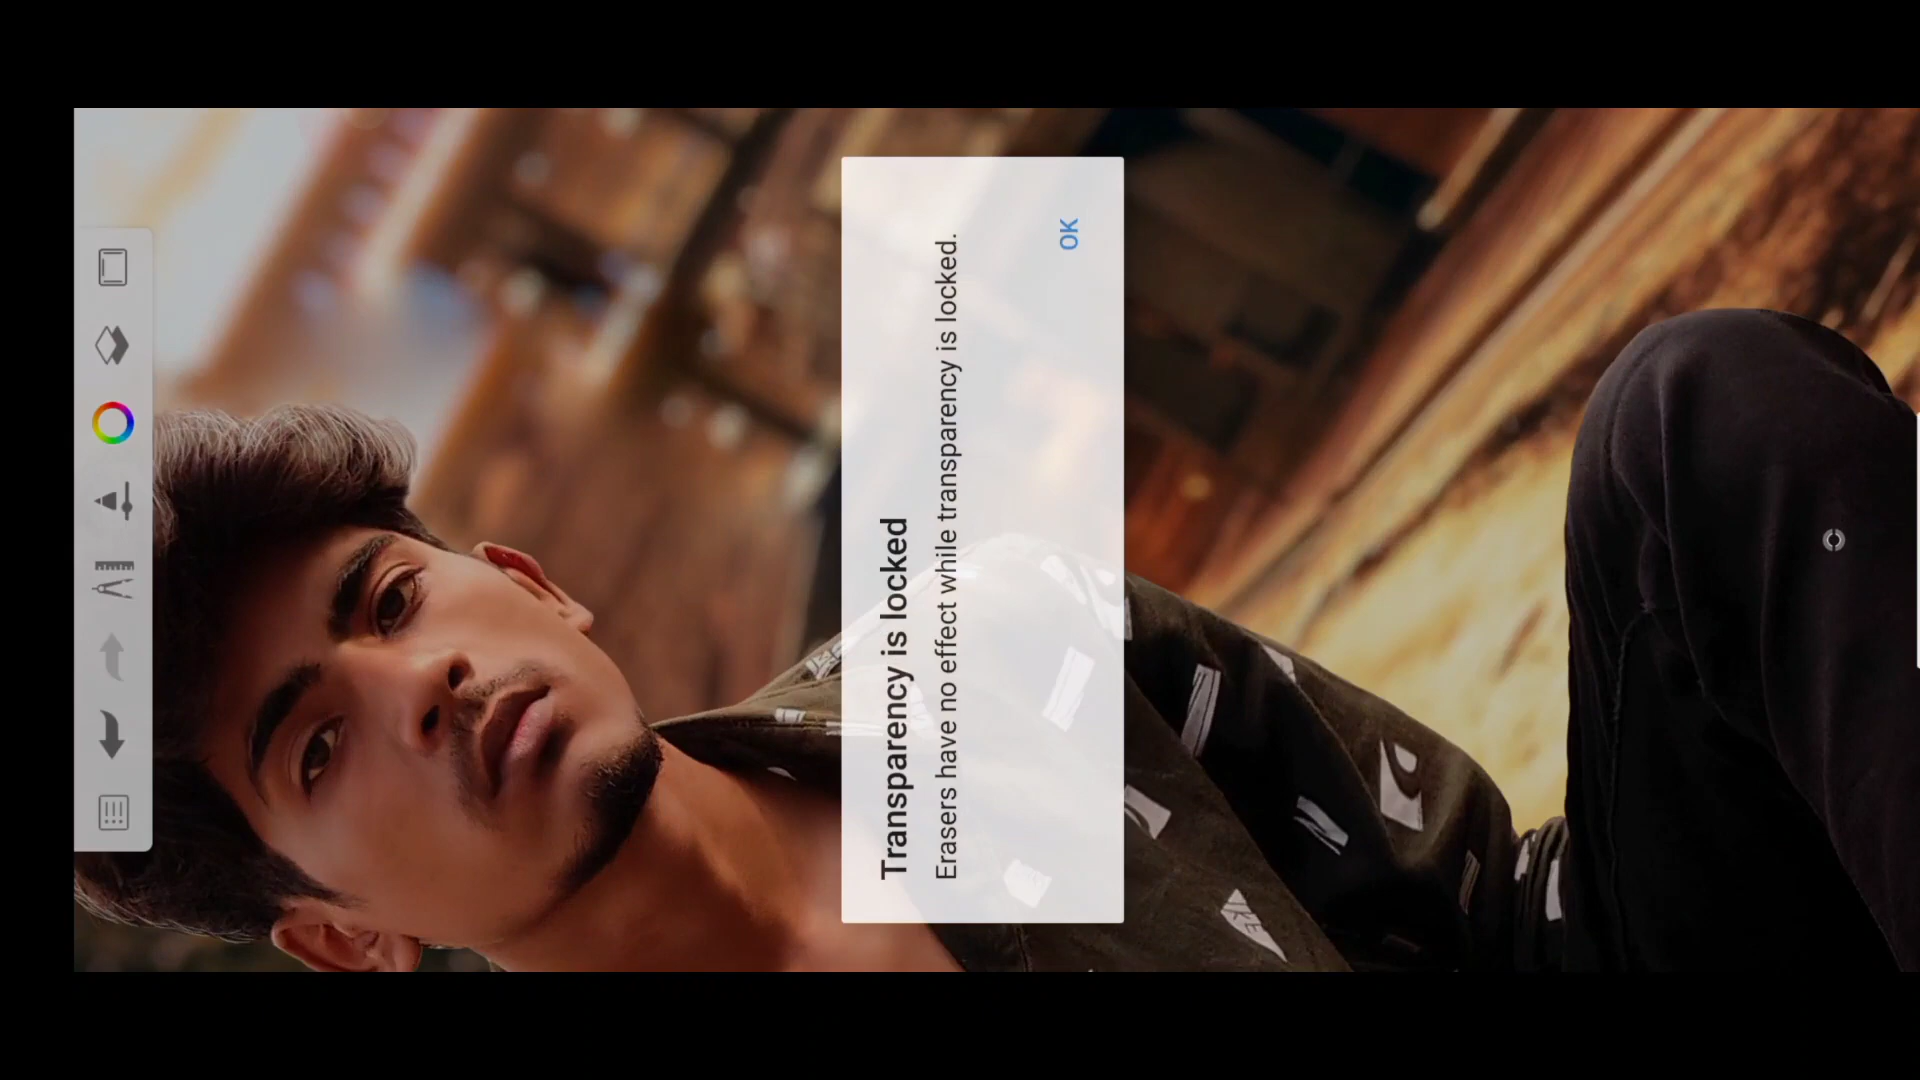 Transparency is locked
Erasers have no effect while transparency is locked.
OK